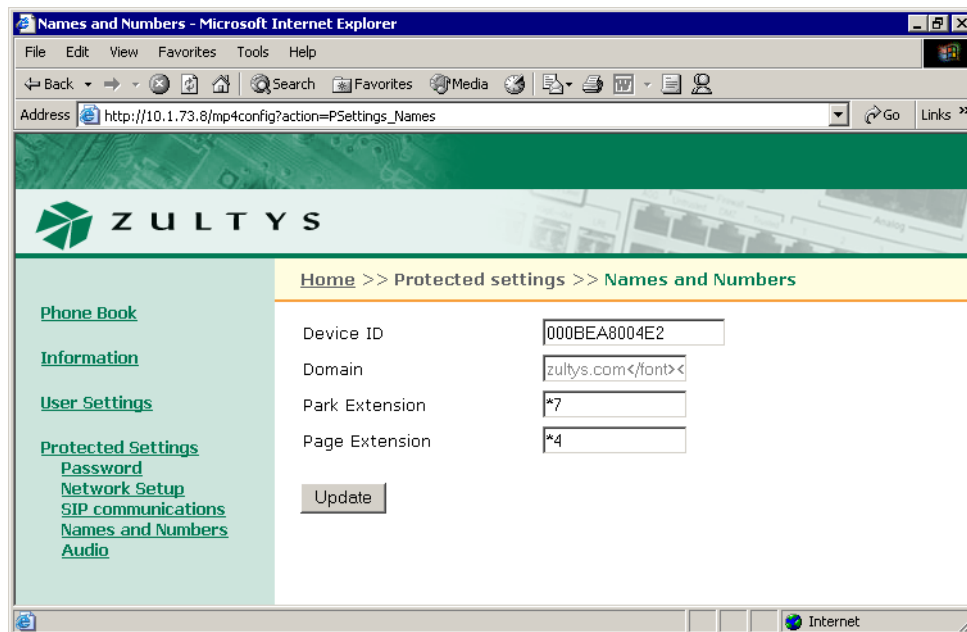 Names and Numbers - Microsoft Internet Explorer
File Edit View Favorites Tools Help
Back Search Favorites Media
Address http://10.1.73.8/mp4config?action=PSettings_Names Go Links »
ZULTYS
Home >> Protected settings >> Names and Numbers
Phone Book
Information
User Settings
Protected Settings
Password
Network Setup
SIP communications
Names and Numbers
Audio
Device ID 000BEA8004E2
Domain zultys.com</font><
Park Extension *7
Page Extension *4
Update
Internet